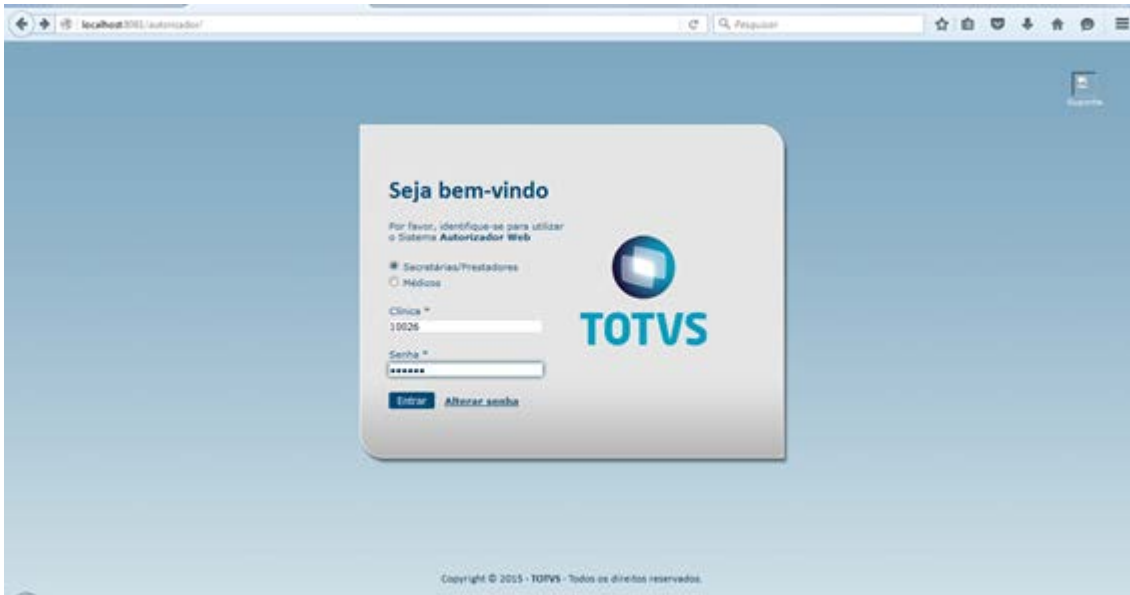 localhost:8081/autorizador/
Pesquisar
Suporte
Seja bem-vindo
Por favor, identifique-se para utilizar
o Sistema Autorizador Web
Secretárias/Prestadores
Médicos
Clínica *
10026
Senha *
••••••
Entrar Alterar senha
TOTVS
Copyright © 2015 - TOTVS - Todos os direitos reservados.